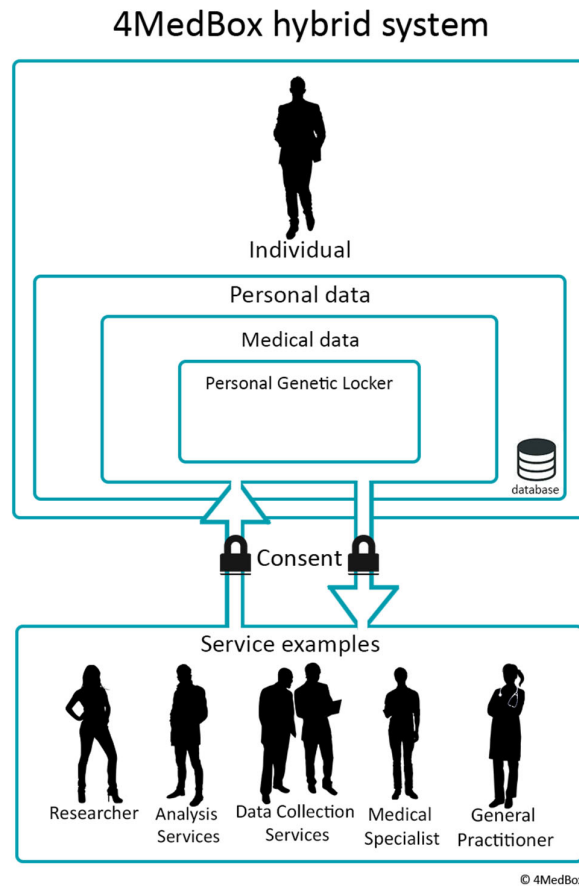 4MedBox hybrid system
Individual
Personal data
Medical data
Personal Genetic Locker
database
Consent
Service examples
Researcher
Analysis
Services
Data Collection
Services
Medical
Specialist
General
Practitioner
© 4MedBox